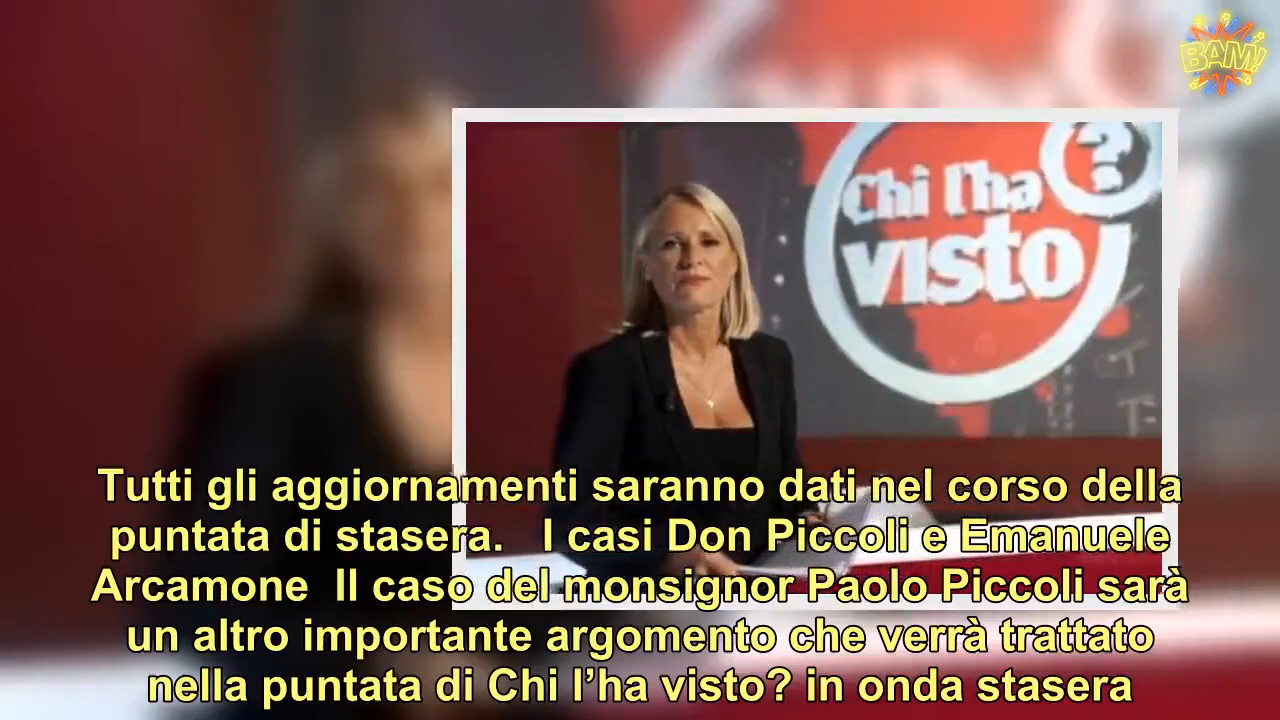 BAM!
?
Chi l'ha
visto
Tutti gli aggiornamenti saranno dati nel corso della
puntata di stasera.   I casi Don Piccoli e Emanuele
Arcamone  Il caso del monsignor Paolo Piccoli sarà
un altro importante argomento che verrà trattato
nella puntata di Chi l’ha visto? in onda stasera